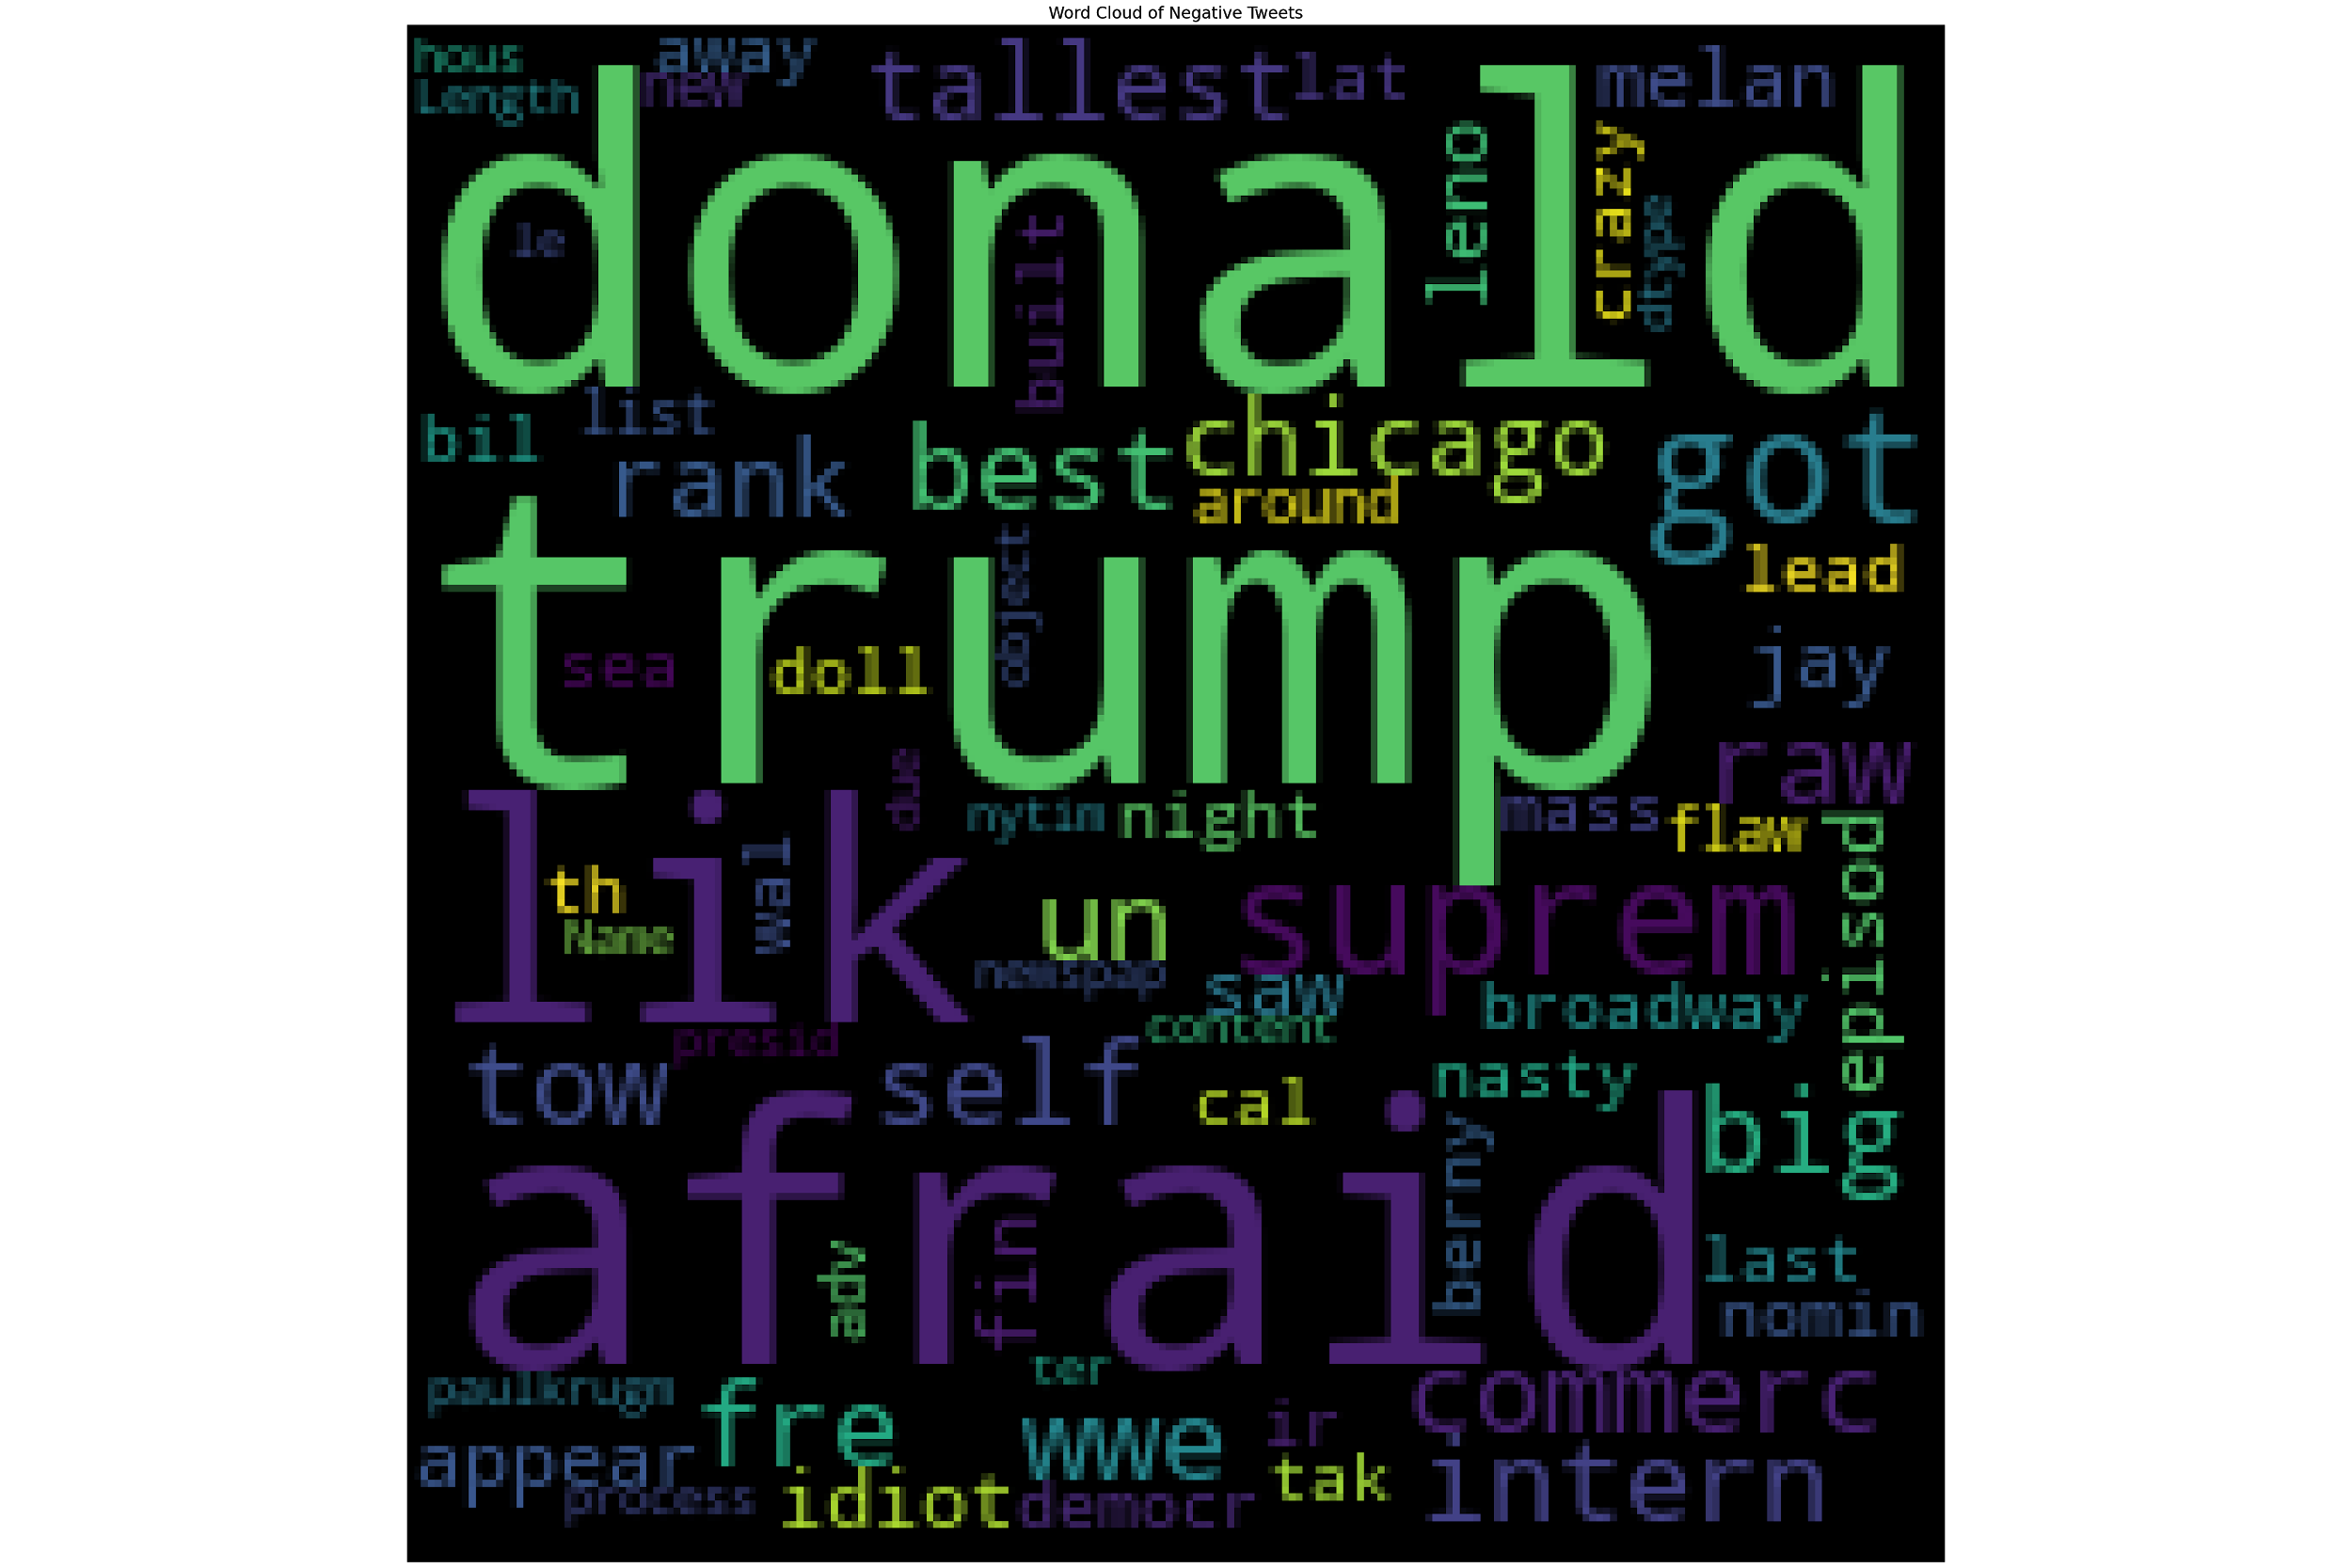 Word Cloud of Negative Tweets
hous
away
new
tallest
lat
melan
Length
donald
leno
crazy
dtype
le
built
list
bil
rank
best
chicago
got
around
trump
object
lead
sea
doll
jay
raw
due
nytim
night
mass
flaw
lik
wal
th
Name
un
suprem
episod
newspap
saw
broadway
content
presid
tow
self
cal
nasty
big
afraid
berny
adv
fin
last
nomin
ter
paulkrugm
fre
commerc
wwe
ir
appear
tak
intern
process
idiot
democr